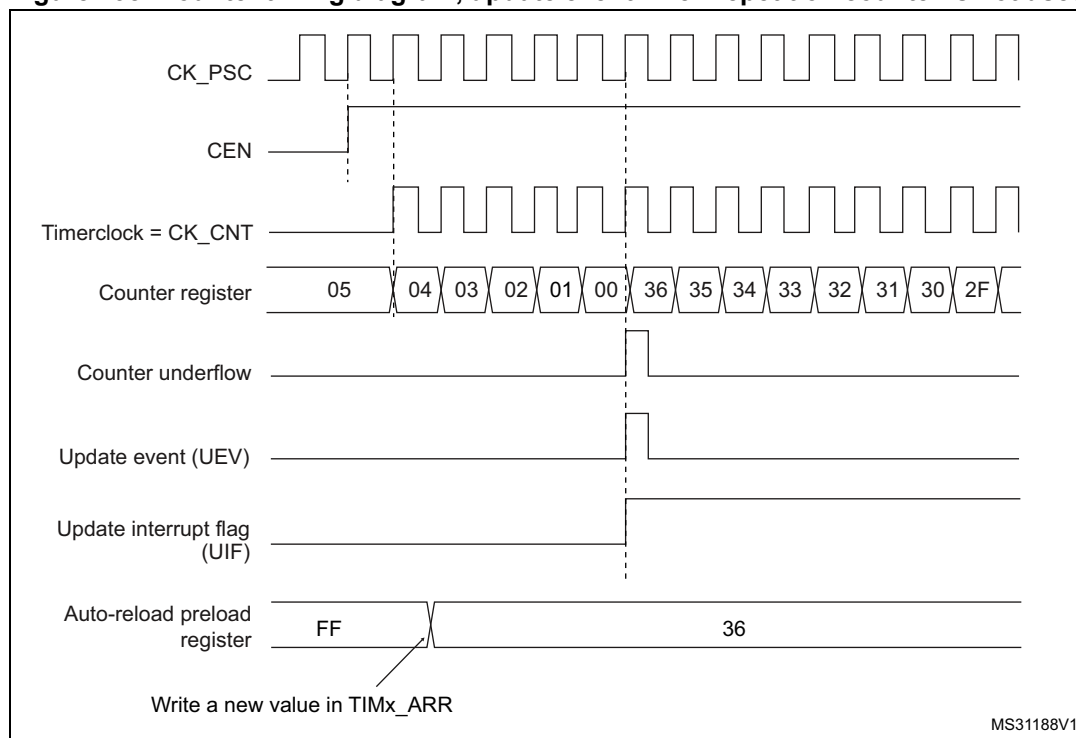 CK_PSC
CEN
Timerclock = CK_CNT
Counter register
05 04 03 02 01 00 36 35 34 33 32 31 30 2F
Counter underflow
Update event (UEV)
Update interrupt flag
(UIF)
Auto-reload preload
register
FF 36
Write a new value in TIMx_ARR
MS31188V1